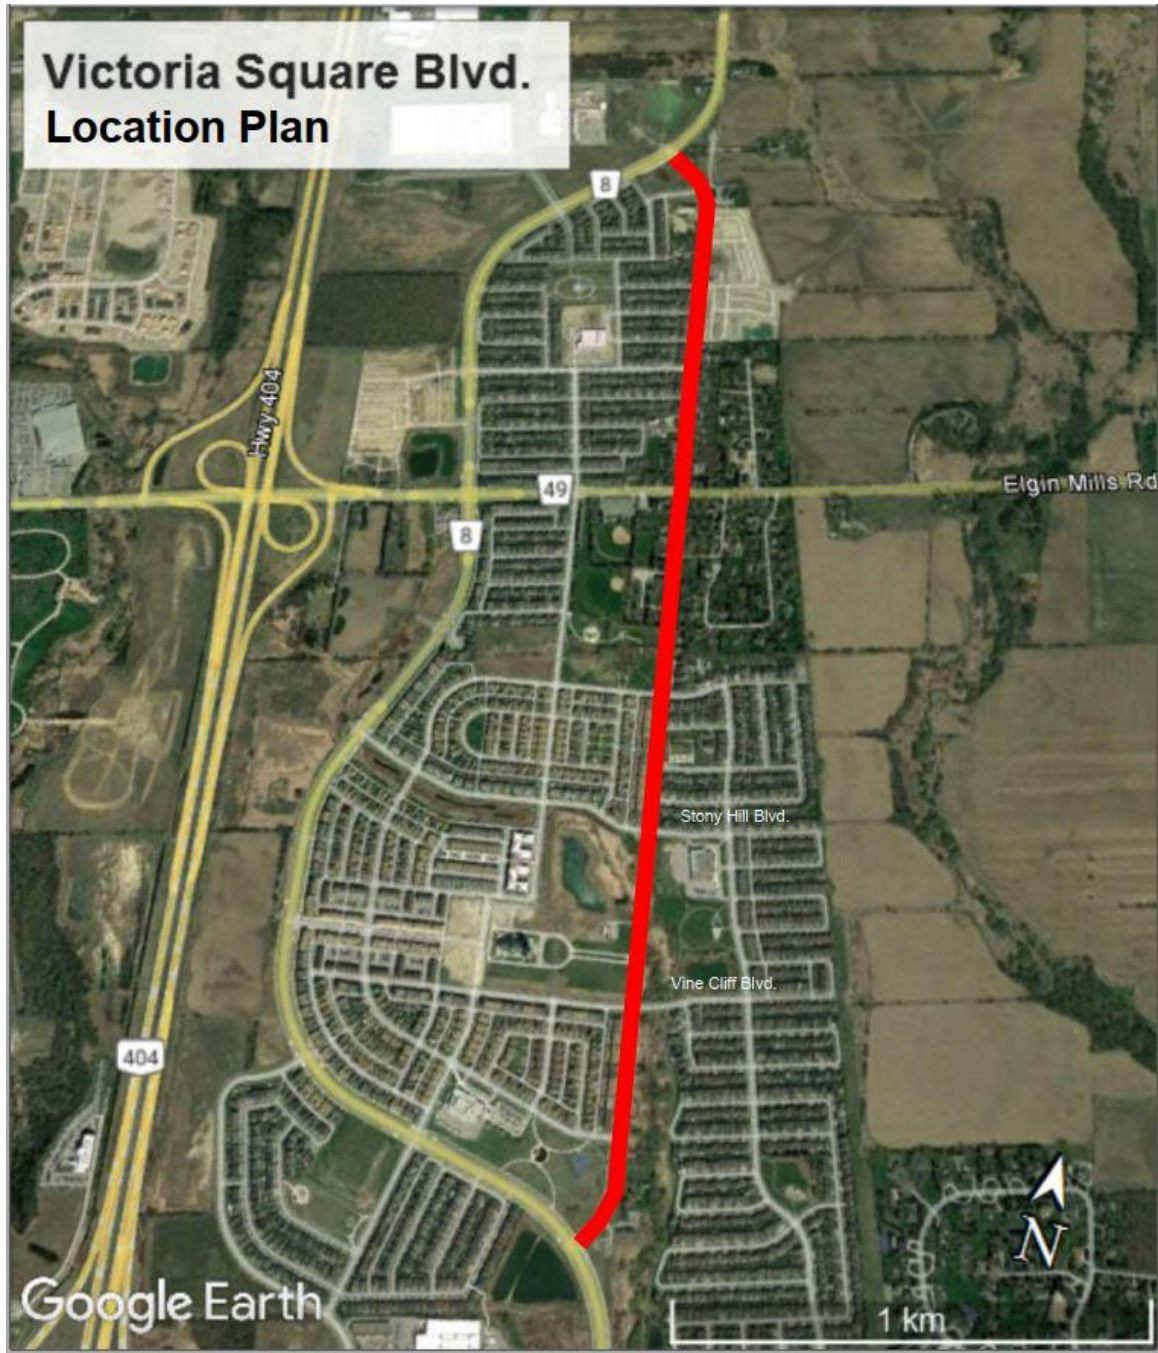 Victoria Square Blvd.
Location Plan
8
Hwy 404
49
Elgin Mills Rd
8
Stony Hill Blvd.
Vine Cliff Blvd.
404
N
Google Earth
1 km